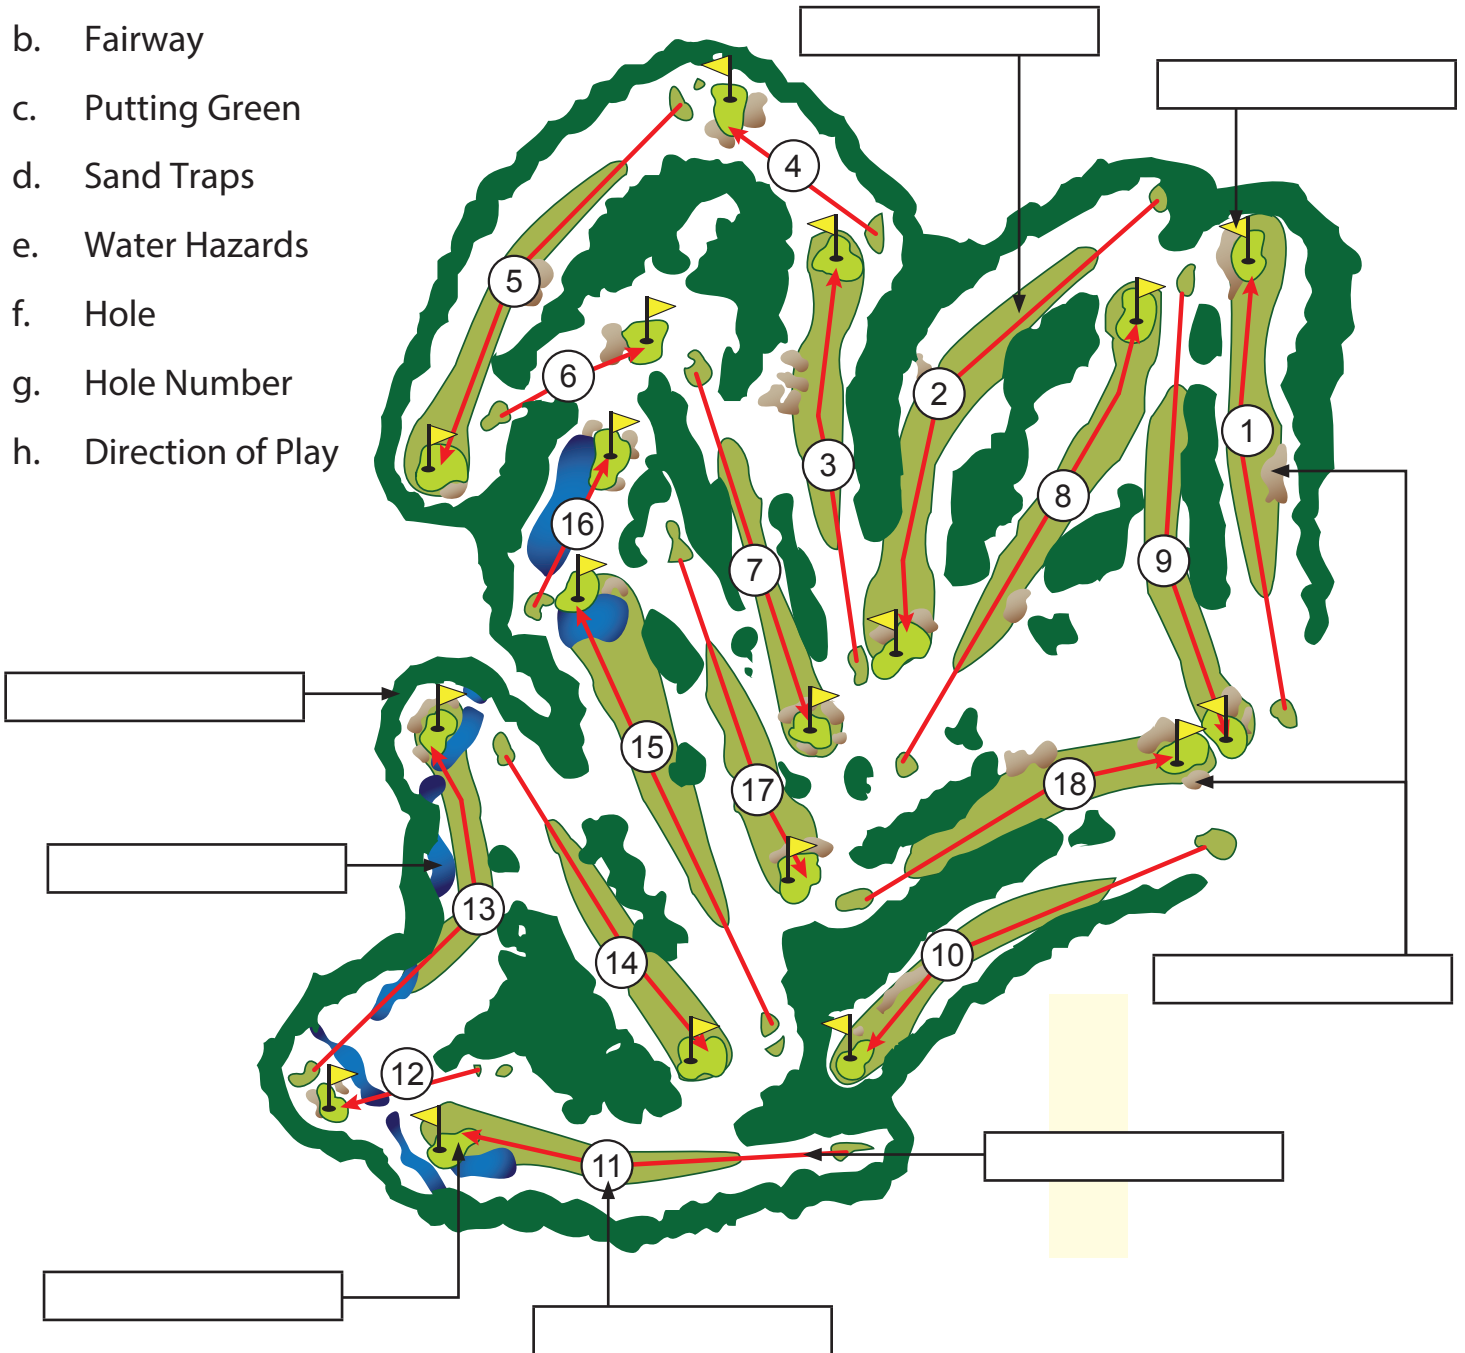 b. Fairway
c. Putting Green
d. Sand Traps
e. Water Hazards
f. Hole
g. Hole Number
h. Direction of Play
4
5
6
2
1
3
16
8
7
9
15
17
18
13
14
10
12
11